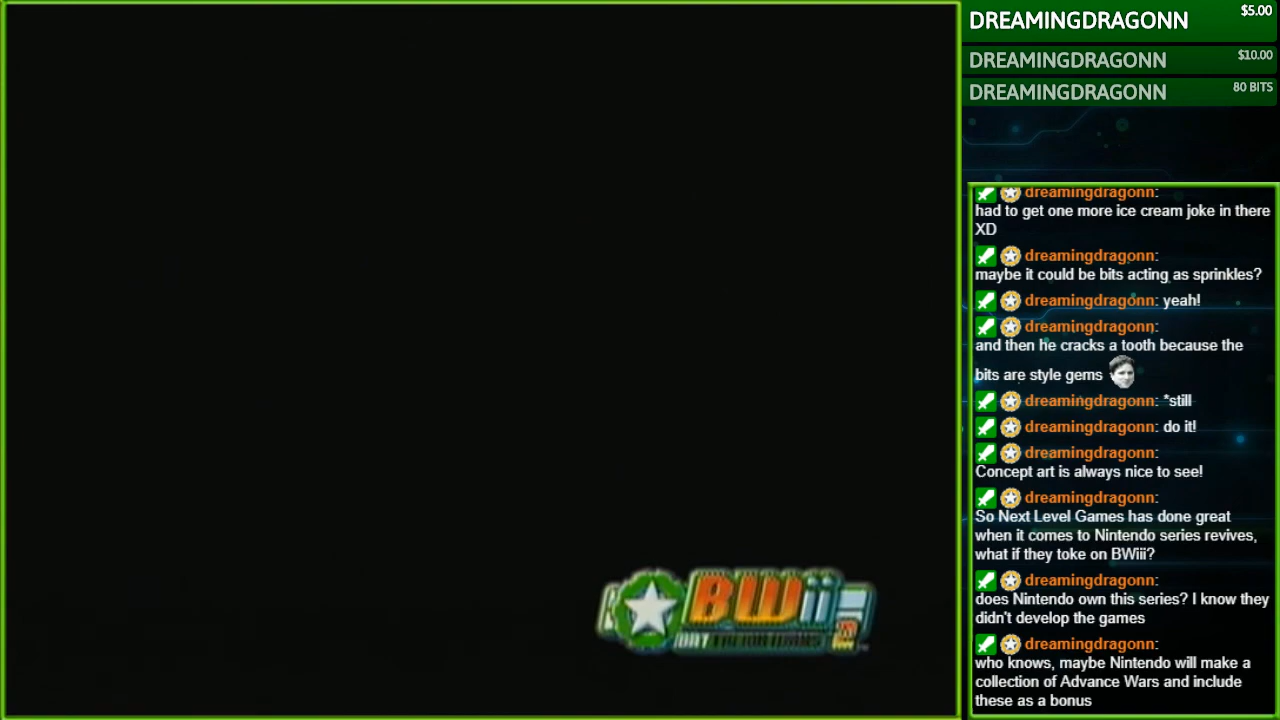 DREAMINGDRAGONN $5.00
DREAMINGDRAGONN $10.00
DREAMINGDRAGONN 80 BITS
dreamingdragonn:
had to get one more ice cream joke in there
XD
dreamingdragonn:
maybe it could be bits acting as sprinkles?
dreamingdragonn: yeah!
dreamingdragonn:
and then he cracks a tooth because the
bits are style gems
dreamingdragonn: *still
dreamingdragonn: do it!
dreamingdragonn:
Concept art is always nice to see!
dreamingdragonn:
So Next Level Games has done great
when it comes to Nintendo series revives,
what if they toke on BWiii?
dreamingdragonn:
does Nintendo own this series? I know they
didn't develop the games
dreamingdragonn:
who knows, maybe Nintendo will make a
collection of Advance Wars and include
these as a bonus
BWii